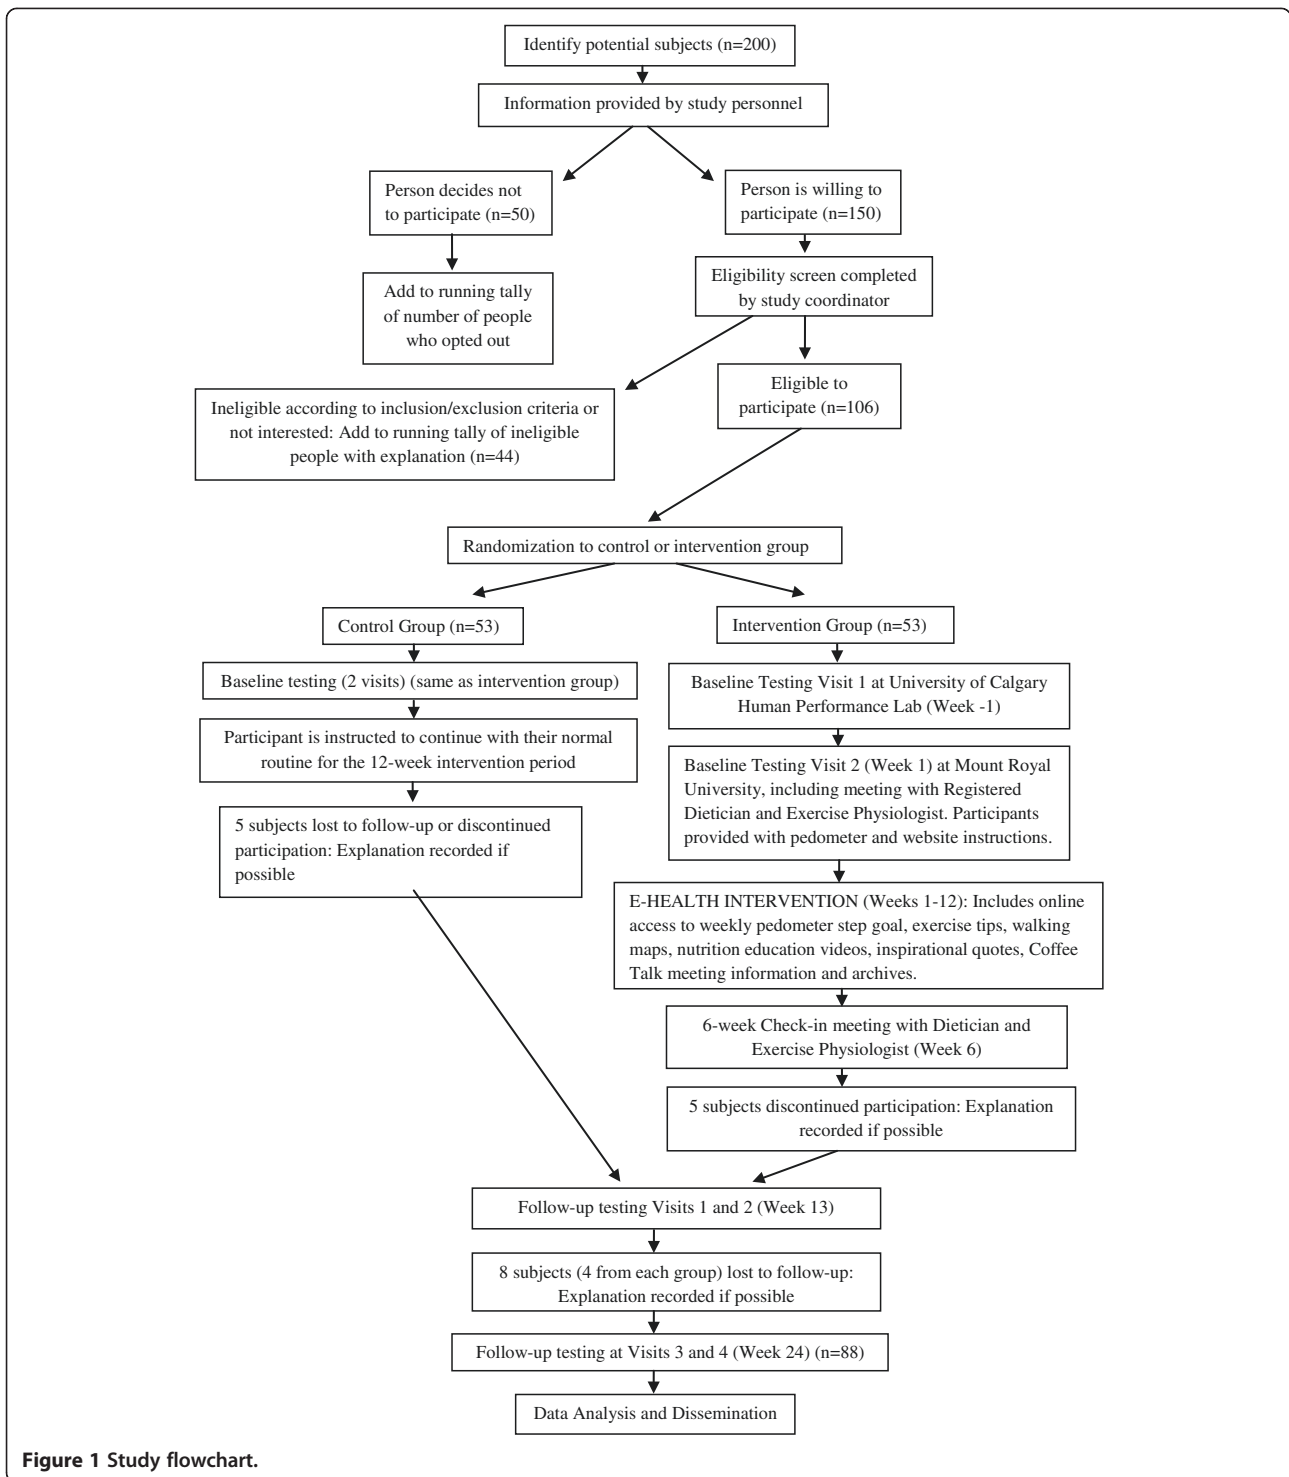 Identify potential subjects (n=200)
Information provided by study personnel
Person decides not
to participate (n=50)
Person is willing to
participate (n=150)
Add to running tally
of number of people
who opted out
Eligibility screen completed
by study coordinator
Ineligible according to inclusion/exclusion criteria or
not interested: Add to running tally of ineligible
people with explanation (n=44)
Eligible to
participate (n=106)
Randomization to control or intervention group
Control Group (n=53)
Baseline testing (2 visits) (same as intervention group)
Participant is instructed to continue with their normal
routine for the 12-week intervention period
5 subjects lost to follow-up or discontinued
participation: Explanation recorded if
possible
Intervention Group (n=53)
Baseline Testing Visit 1 at University of Calgary
Human Performance Lab (Week -1)
Baseline Testing Visit 2 (Week 1) at Mount Royal
University, including meeting with Registered
Dietician and Exercise Physiologist. Participants
provided with pedometer and website instructions.
E-HEALTH INTERVENTION (Weeks 1-12): Includes online
access to weekly pedometer step goal, exercise tips, walking
maps, nutrition education videos, inspirational quotes, Coffee
Talk meeting information and archives.
6-week Check-in meeting with Dietician and
Exercise Physiologist (Week 6)
5 subjects discontinued participation: Explanation
recorded if possible
Follow-up testing Visits 1 and 2 (Week 13)
8 subjects (4 from each group) lost to follow-up:
Explanation recorded if possible
Follow-up testing at Visits 3 and 4 (Week 24) (n=88)
Data Analysis and Dissemination
Figure 1 Study flowchart.